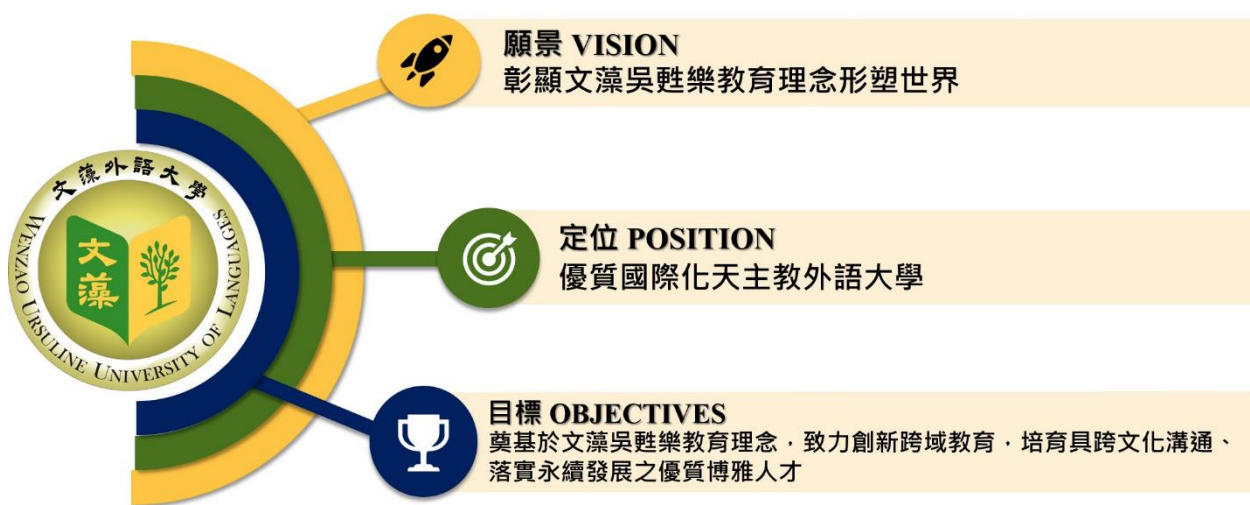 文藻外語大學
文藻
WENZAO URSULINE UNIVERSITY OF LANGUAGES
願景 VISION
彰顯文藻吳甦樂教育理念形塑世界
定位 POSITION
優質國際化天主教外語大學
目標 OBJECTIVES
奠基於文藻吳甦樂教育理念，致力創新跨域教育，培育具跨文化溝通、
落實永續發展之優質博雅人才